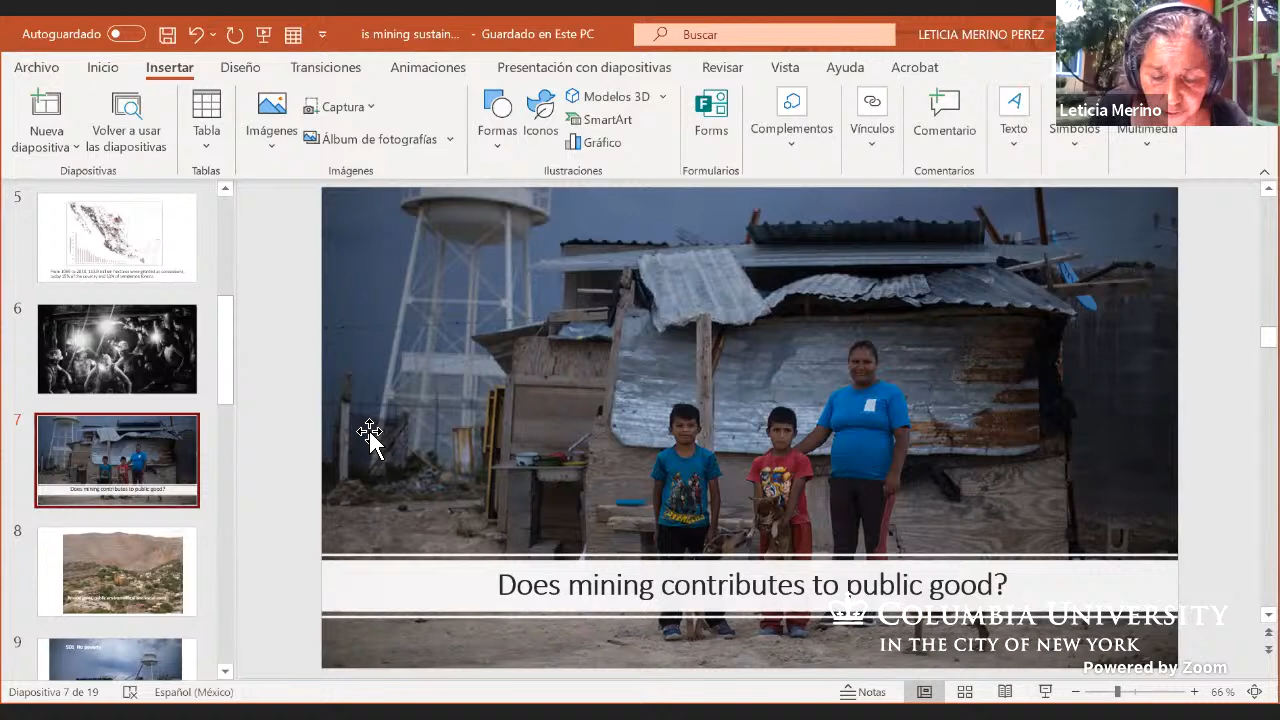 Autoguardado
is mining sustain... - Guardado en Este PC
Buscar
LETICIA MERINO PEREZ
Archivo Inicio Insertar Diseño Transiciones Animaciones Presentación con diapositivas Revisar Vista Ayuda Acrobat
Leticia Merino
Nueva diapositiva
Volver a usar las diapositivas
Tabla
Imágenes
Captura
Álbum de fotografías
Formas
Iconos
Modelos 3D
SmartArt
Gráfico
Forms
Complementos
Vínculos
Comentario
Texto
Símbolos
Multimedia
Diapositivas
Tablas
Imágenes
Ilustraciones
Formularios
Comentarios
5
6
7
Does mining contributes to public good?
8
9
SD1 No poverty
Does mining contributes to public good?
COLUMBIA UNIVERSITY
IN THE CITY OF NEW YORK
Powered by Zoom
Diapositiva 7 de 19
Español (México)
Notas
66 %